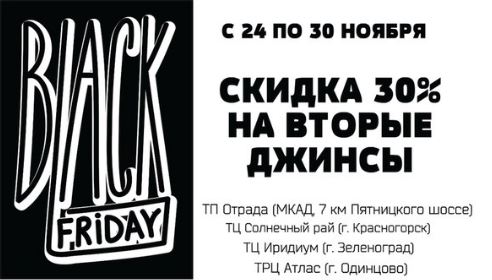 BLACK
FRIDAY
С 24 ПО 30 НОЯБРЯ
СКИДКА 30%
НА ВТОРЫЕ
ДЖИНСЫ
ТП Отрада (МКАД, 7 км Пятницкого шоссе)
ТЦ Солнечный рай (г. Красногорск)
ТЦ Иридиум (г. Зеленоград)
ТРЦ Атлас (г. Одинцово)